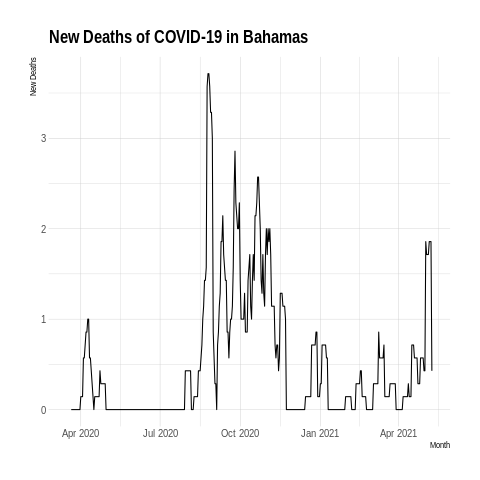 New Deaths of COVID-19 in Bahamas
New Deaths
3
2
1
0
Apr 2020 Jul 2020 Oct 2020 Jan 2021 Apr 2021
Month